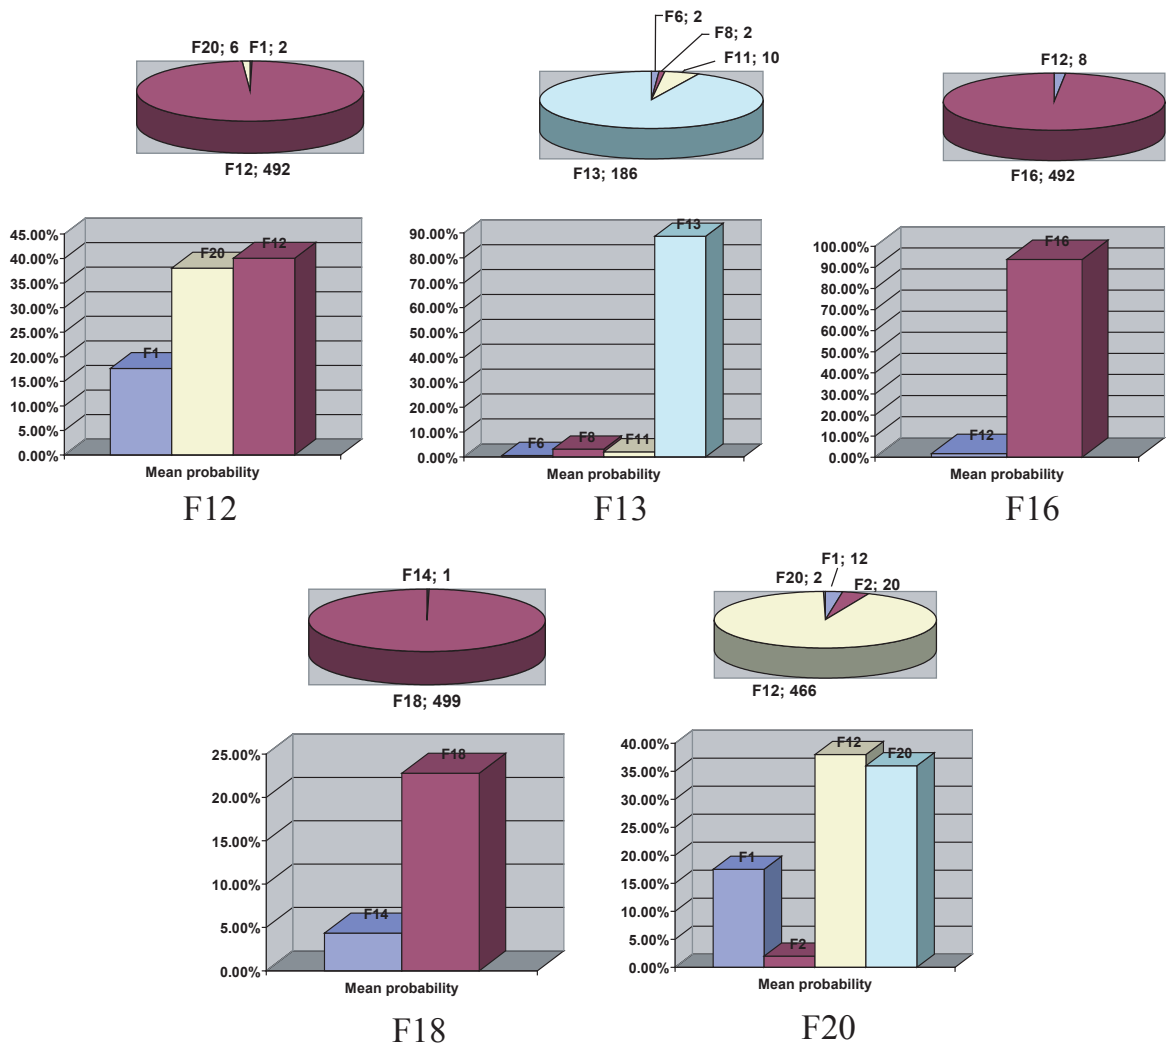 F20; 6 F1; 2
F12; 492
45.00%
40.00%
35.00%
30.00%
25.00%
20.00%
15.00%
10.00%
5.00%
0.00%
F1
F20
F12
Mean probability
F12
F6; 2
F8; 2
F11; 10
F13; 186
90.00%
80.00%
70.00%
60.00%
50.00%
40.00%
30.00%
20.00%
10.00%
0.00%
F6
F8
F11
F13
Mean probability
F13
F12; 8
F16; 492
100.00%
90.00%
80.00%
70.00%
60.00%
50.00%
40.00%
30.00%
20.00%
10.00%
0.00%
F12
F16
Mean probability
F16
F14; 1
F18; 499
25.00%
20.00%
15.00%
10.00%
5.00%
0.00%
F14
F18
Mean probability
F18
F1; 12
F20; 2
F2; 20
F12; 466
40.00%
35.00%
30.00%
25.00%
20.00%
15.00%
10.00%
5.00%
0.00%
F1
F2
F12
F20
Mean probability
F20